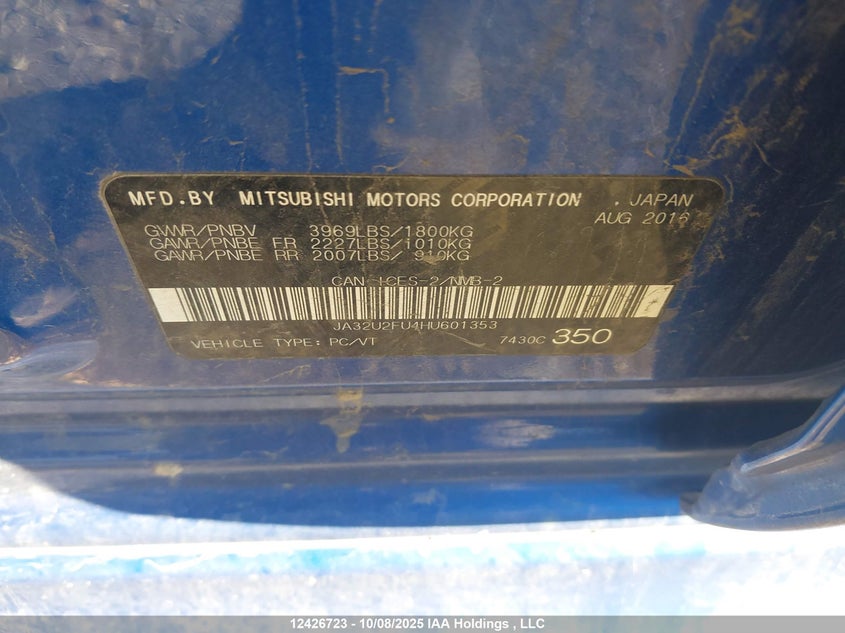 MFD.BY MITSUBISHI MOTORS CORPORATION .JAPAN
AUG 2016
GVWR/PNBV 3969LBS/1800KG
GAWR/PNBE FR 2227LBS/1010KG
GAWR/PNBE RR 2007LBS/ 910KG
CAN ICES-2/NMB-2
JA32U2FU4HU601353
VEHICLE TYPE: PC/VT 7430C 350
12426723 - 10/08/2025 IAA Holdings , LLC